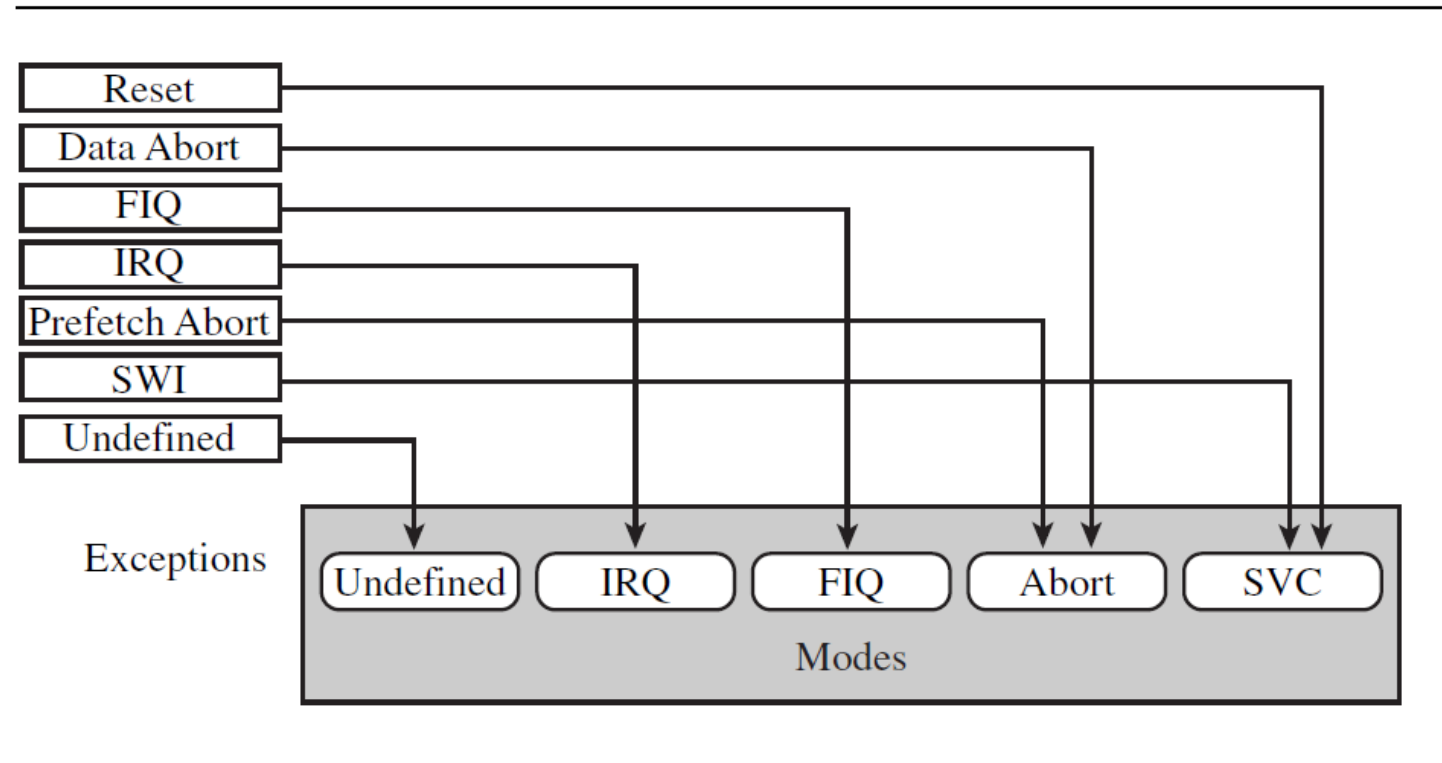 Reset
Data Abort
FIQ
IRQ
Prefetch Abort
SWI
Undefined
Exceptions
Undefined IRQ FIQ Abort SVC
Modes